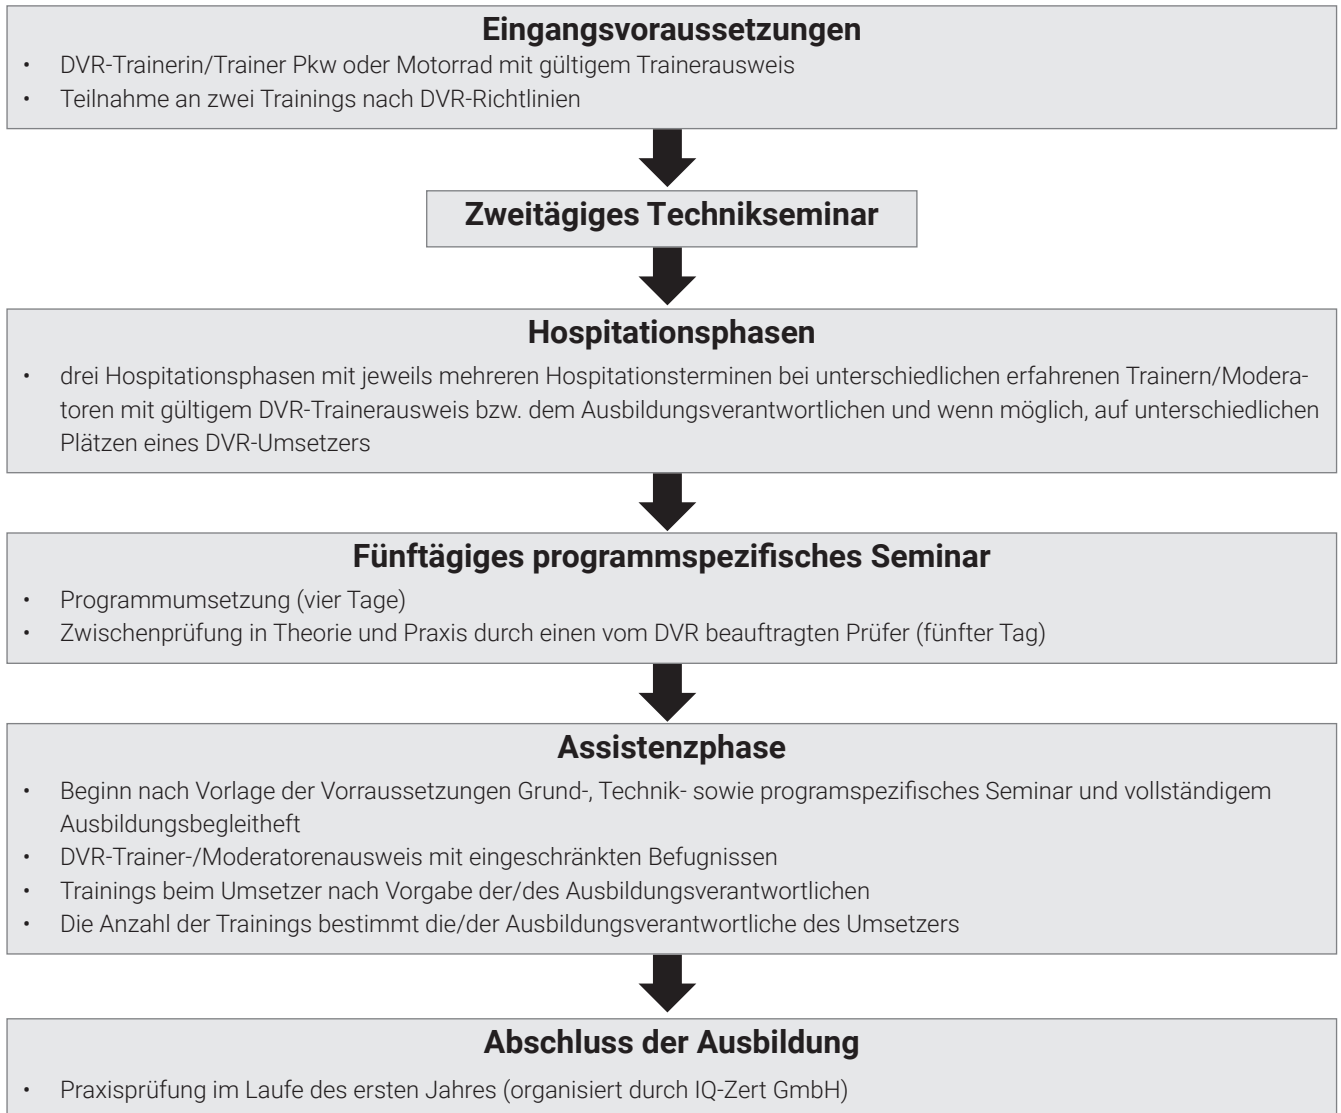 Eingangsvoraussetzungen
• DVR-Trainerin/Trainer Pkw oder Motorrad mit gültigem Trainerausweis
• Teilnahme an zwei Trainings nach DVR-Richtlinien
Zweitägiges Technikseminar
Hospitationsphasen
• drei Hospitationsphasen mit jeweils mehreren Hospitationsterminen bei unterschiedlichen erfahrenen Trainern/Modera-
toren mit gültigem DVR-Trainerausweis bzw. dem Ausbildungsverantwortlichen und wenn möglich, auf unterschiedlichen
Plätzen eines DVR-Umsetzers
Fünftägiges programmspezifisches Seminar
• Programmumsetzung (vier Tage)
• Zwischenprüfung in Theorie und Praxis durch einen vom DVR beauftragten Prüfer (fünfter Tag)
Assistenzphase
• Beginn nach Vorlage der Vorraussetzungen Grund-, Technik- sowie programspezifisches Seminar und vollständigem
Ausbildungsbegleitheft
• DVR-Trainer-/Moderatorenausweis mit eingeschränkten Befugnissen
• Trainings beim Umsetzer nach Vorgabe der/des Ausbildungsverantwortlichen
• Die Anzahl der Trainings bestimmt die/der Ausbildungsverantwortliche des Umsetzers
Abschluss der Ausbildung
• Praxisprüfung im Laufe des ersten Jahres (organisiert durch IQ-Zert GmbH)